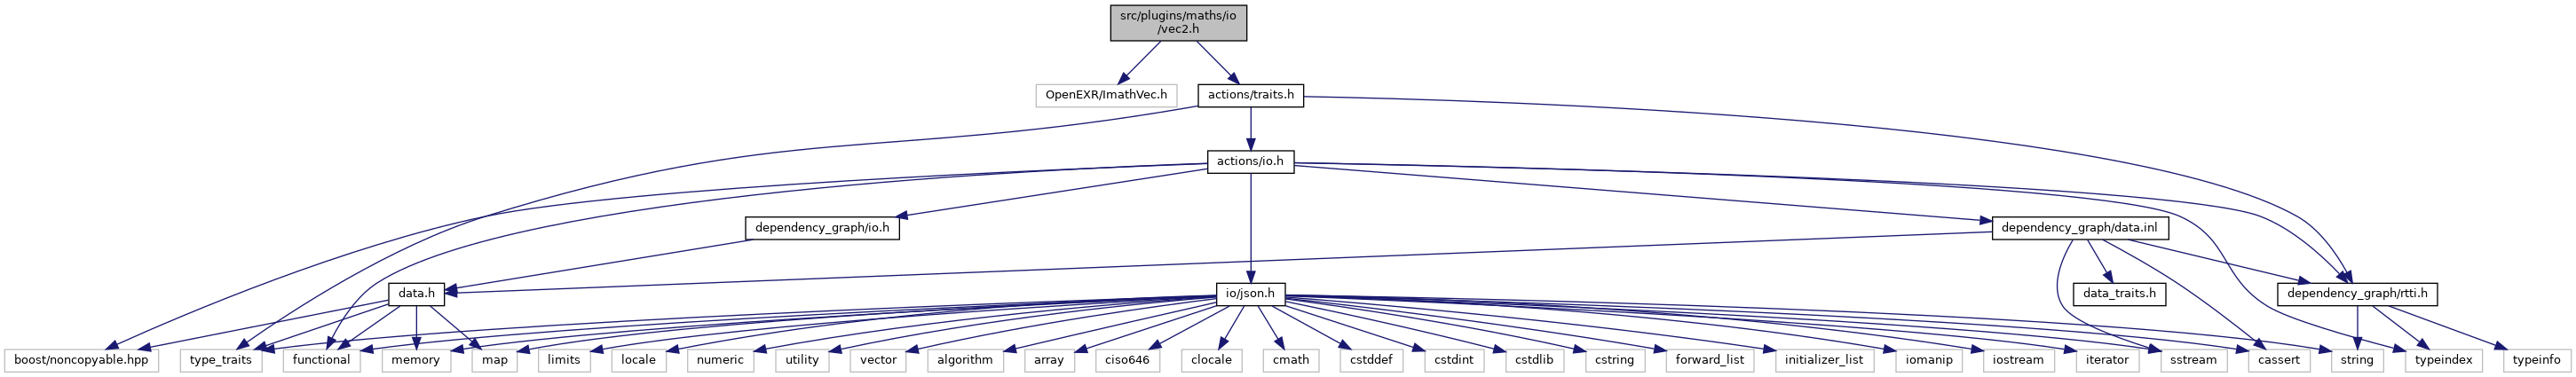 src/plugins/maths/io
/vec2.h
OpenEXR/ImathVec.h
actions/traits.h
actions/io.h
dependency_graph/io.h
dependency_graph/data.inl
data.h
io/json.h
data_traits.h
dependency_graph/rtti.h
boost/noncopyable.hpp
type_traits
functional
memory
map
limits
locale
numeric
utility
vector
algorithm
array
ciso646
clocale
cmath
cstddef
cstdint
cstdlib
cstring
forward_list
initializer_list
iomanip
iostream
iterator
sstream
cassert
string
typeindex
typeinfo